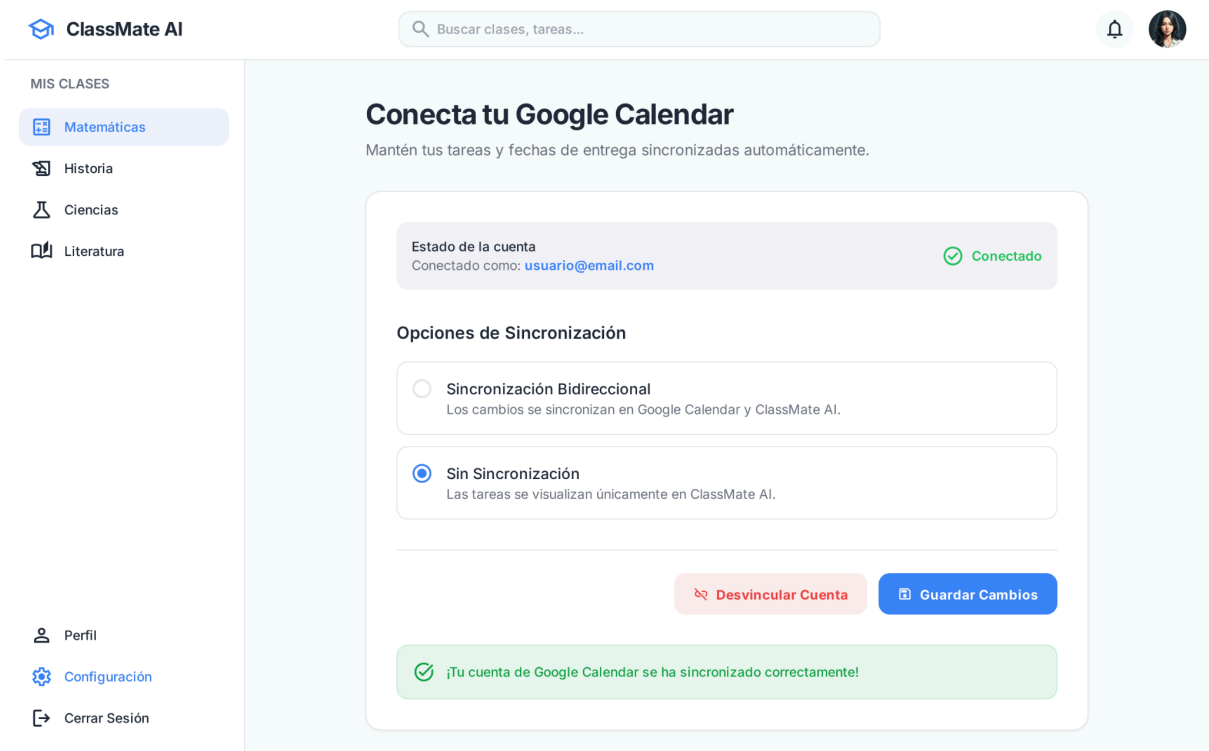 ClassMate AI
Buscar clases, tareas...
MIS CLASES
Matemáticas
Historia
Ciencias
Literatura
Perfil
Configuración
Cerrar Sesión
Conecta tu Google Calendar
Mantén tus tareas y fechas de entrega sincronizadas automáticamente.
Estado de la cuenta
Conectado como: usuario@email.com
Conectado
Opciones de Sincronización
Sincronización Bidireccional
Los cambios se sincronizan en Google Calendar y ClassMate AI.
Sin Sincronización
Las tareas se visualizan únicamente en ClassMate AI.
Desvincular Cuenta
Guardar Cambios
¡Tu cuenta de Google Calendar se ha sincronizado correctamente!